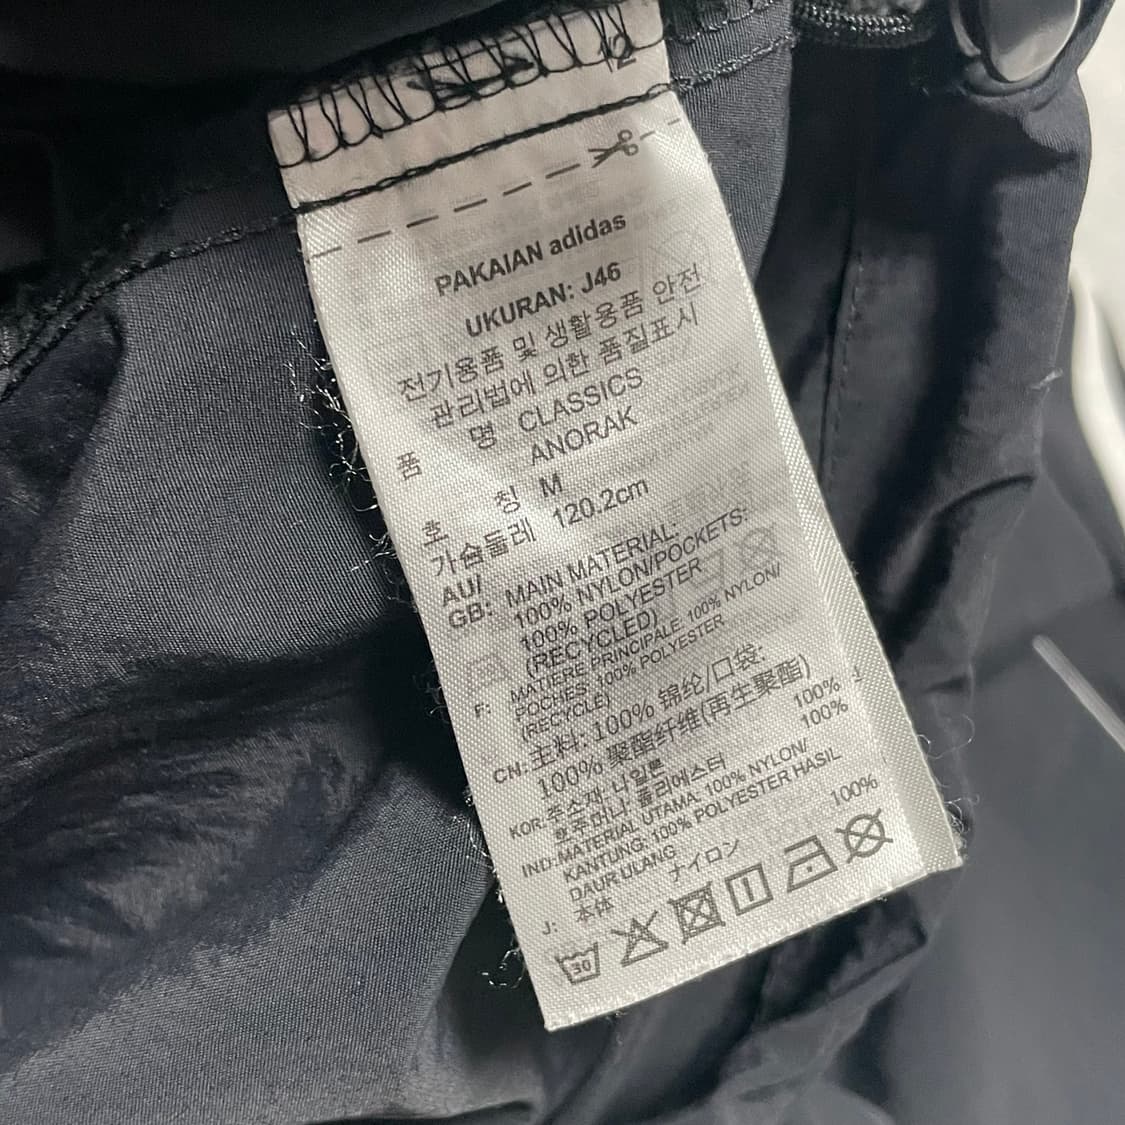 12
PAKAIAN adidas
UKURAN: J46
전기용품 및 생활용품 안전
관리법에 의한 품질표시
품 명 CLASSICS
ANORAK
호 칭 M
가슴둘레 120.2cm
AU/
GB: MAIN MATERIAL:
100% NYLON/POCKETS:
100% POLYESTER
(RECYCLED)
F: MATIERE PRINCIPALE. 100% NYLON/
POCHES. 100% POLYESTER
(RECYCLE)
CN: 主料: 100% 锦纶/口袋:
100% 聚酯纤维(再生聚酯)
KOR. 주소재. 나일론 100%
호주머니: 폴리에스터 100%
IND: MATERIAL UTAMA. 100% NYLON/
KANTUNG: 100% POLYESTER HASIL
DAUR ULANG
J: 本体 ナイロン 100%
30